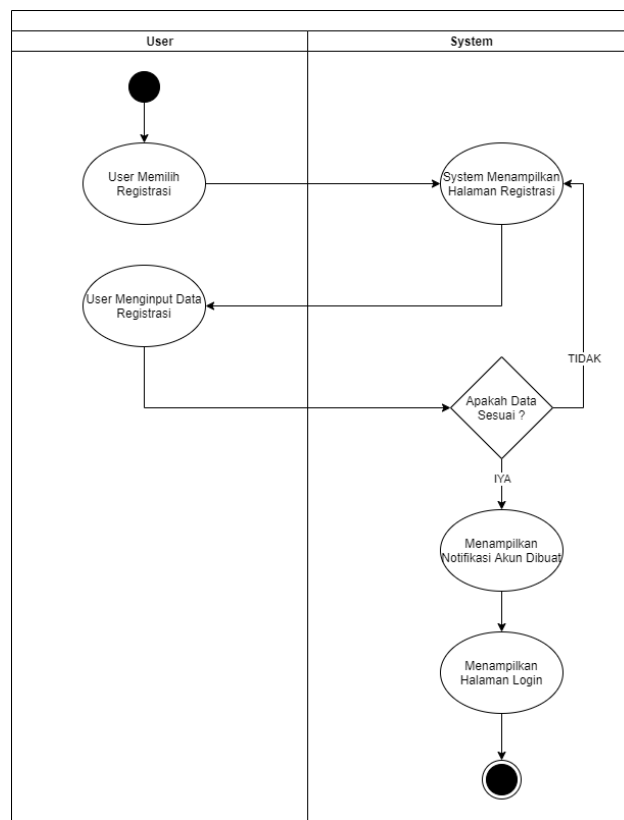 User
System
User Memilih
Registrasi
System Menampilkan
Halaman Registrasi
User Menginput Data
Registrasi
TIDAK
Apakah Data
Sesuai ?
IYA
Menampilkan
Notifikasi Akun Dibuat
Menampilkan
Halaman Login